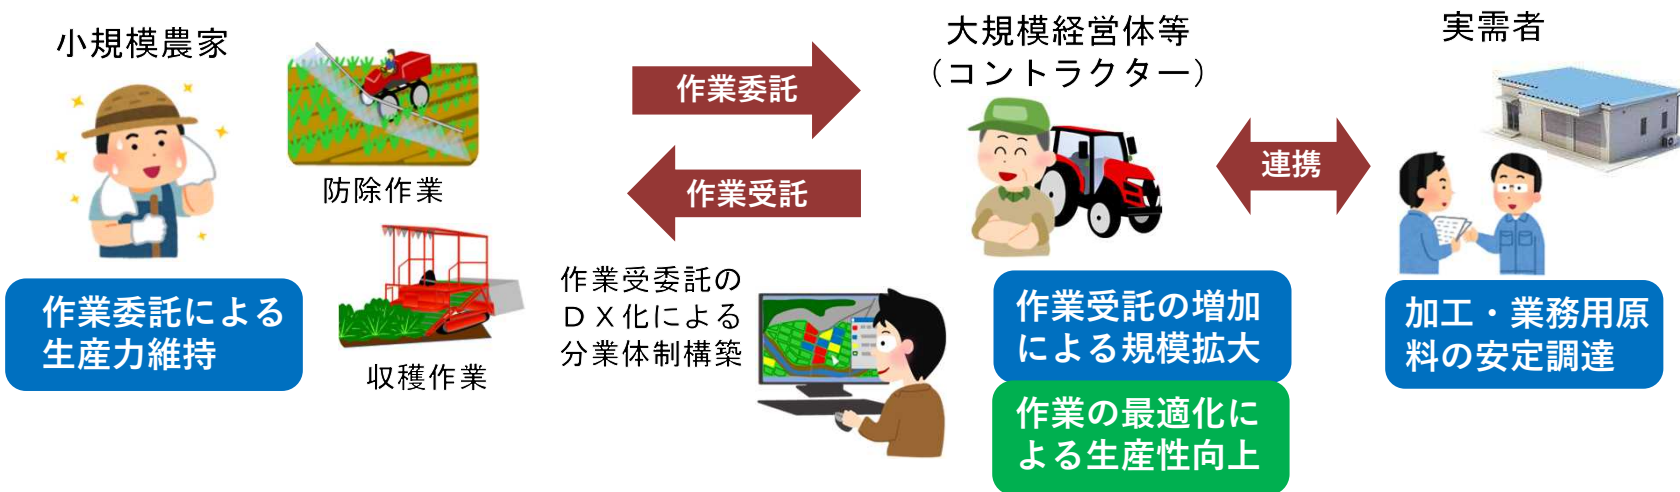 小規模農家
防除作業
収穫作業
作業委託による
生産力維持
作業委託
作業受託
作業受委託の
ＤＸ化による
分業体制構築
大規模経営体等
（コントラクター）
作業受託の増加
による規模拡大
作業の最適化に
よる生産性向上
連携
実需者
加工・業務用原
料の安定調達